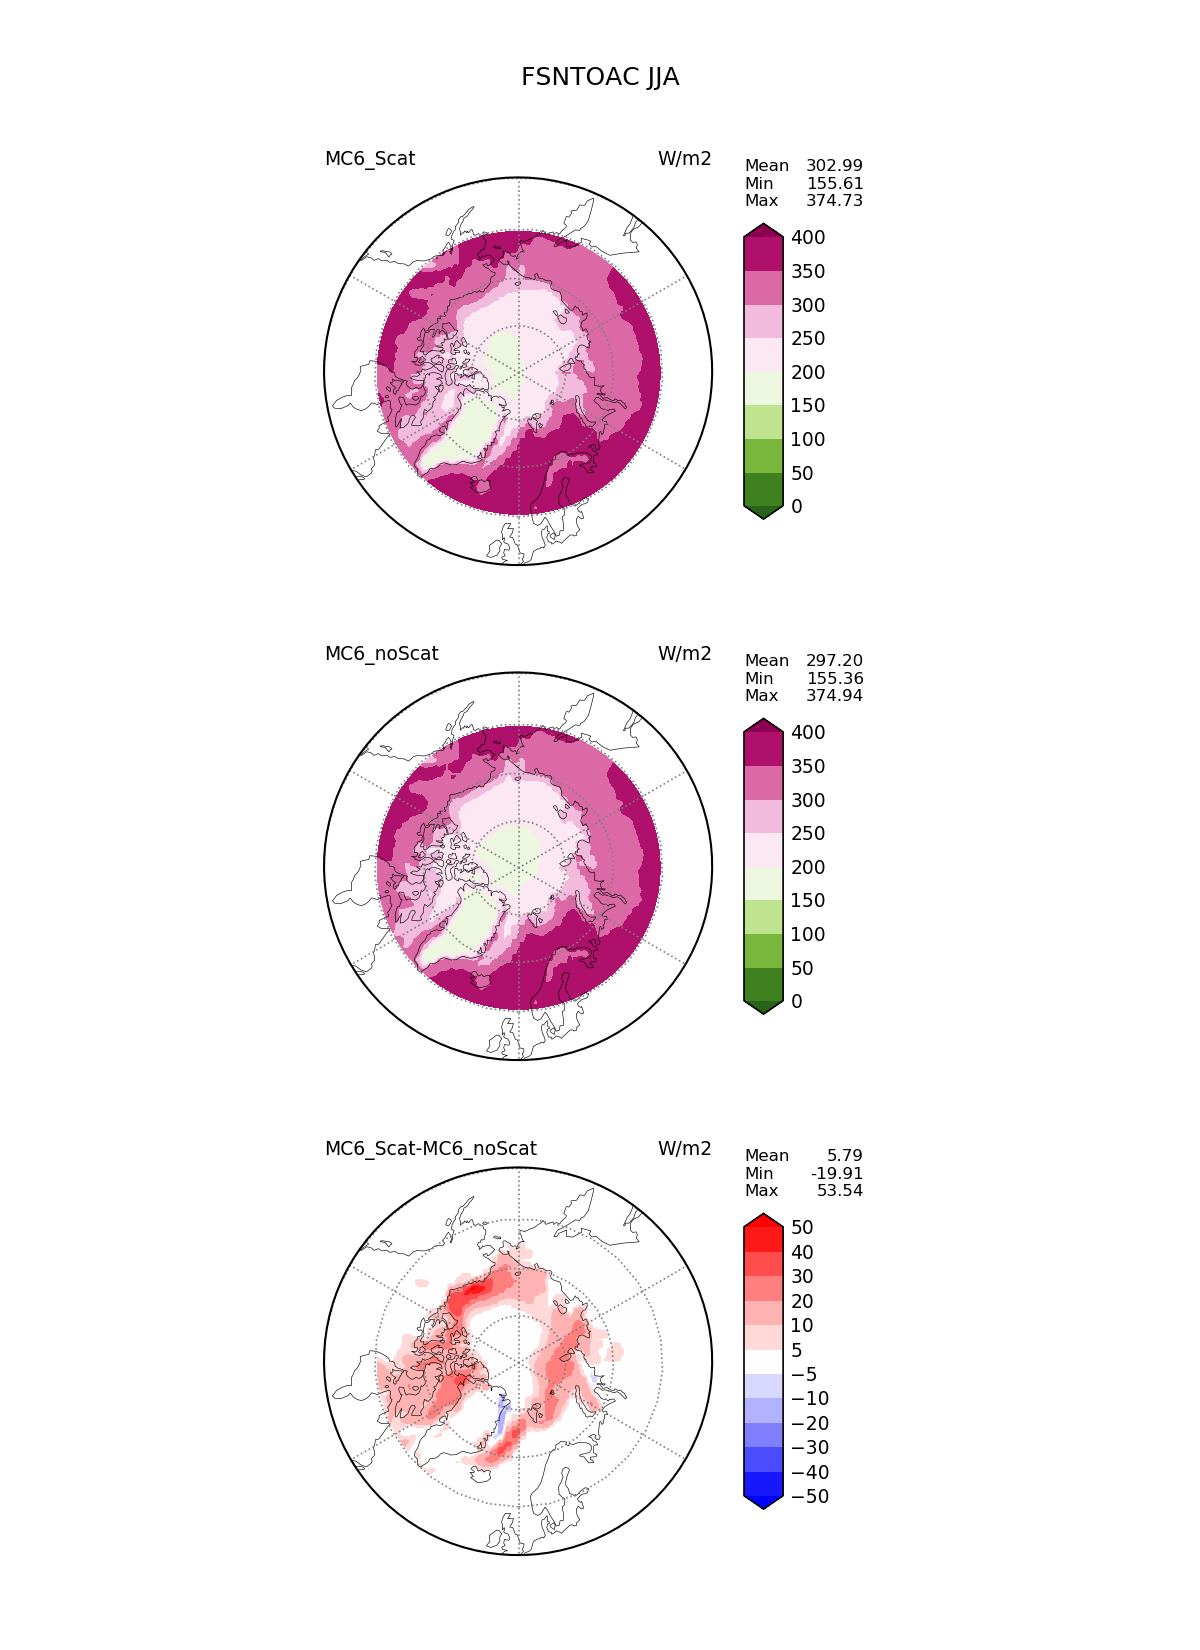 FSNTOAC JJA
MC6_Scat W/m2
Mean 302.99
Min 155.61
Max 374.73
400
350
300
250
200
150
100
50
0
MC6_noScat W/m2
Mean 297.20
Min 155.36
Max 374.94
400
350
300
250
200
150
100
50
0
MC6_Scat-MC6_noScat W/m2
Mean 5.79
Min -19.91
Max 53.54
50
40
30
20
10
5
−5
−10
−20
−30
−40
−50